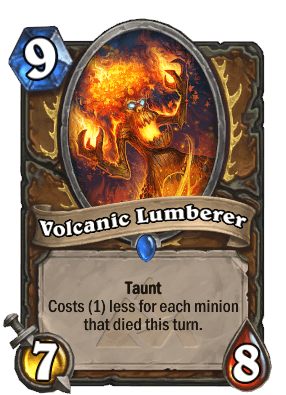 9
Volcanic Lumberer
Taunt
Costs (1) less for each minion
that died this turn.
7
8